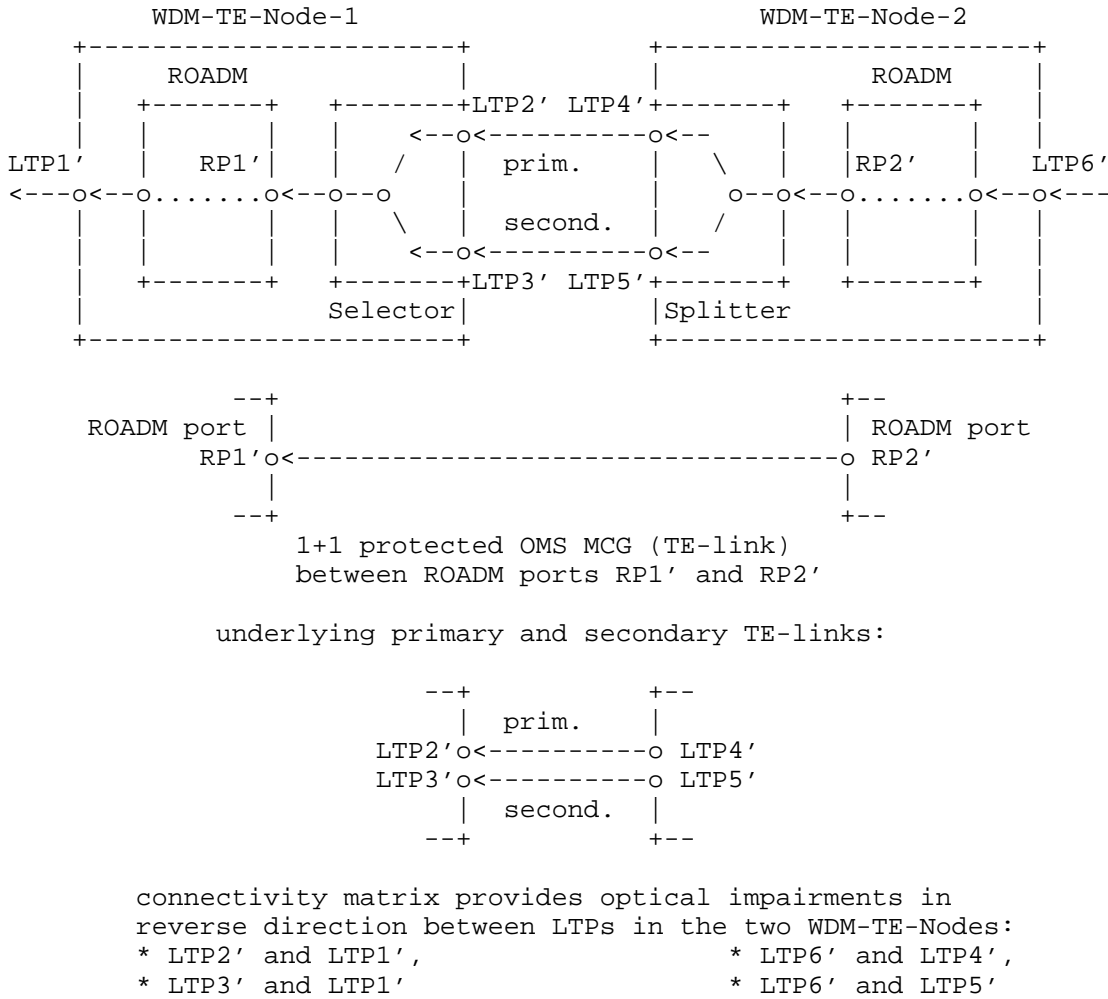 WDM-TE-Node-1 WDM-TE-Node-2
ROADM ROADM
LTP2′ LTP4′
LTP1′ RP1′ prim. RP2′ LTP6′
second.
LTP3′ LTP5′
Selector Splitter
ROADM port ROADM port
RP1′ RP2′
1+1 protected OMS MCG (TE-link)
between ROADM ports RP1′ and RP2′
underlying primary and secondary TE-links:
prim.
LTP2′ LTP4′
LTP3′ LTP5′
second.
connectivity matrix provides optical impairments in
reverse direction between LTPs in the two WDM-TE-Nodes:
* LTP2′ and LTP1′, * LTP6′ and LTP4′,
* LTP3′ and LTP1′ * LTP6′ and LTP5′